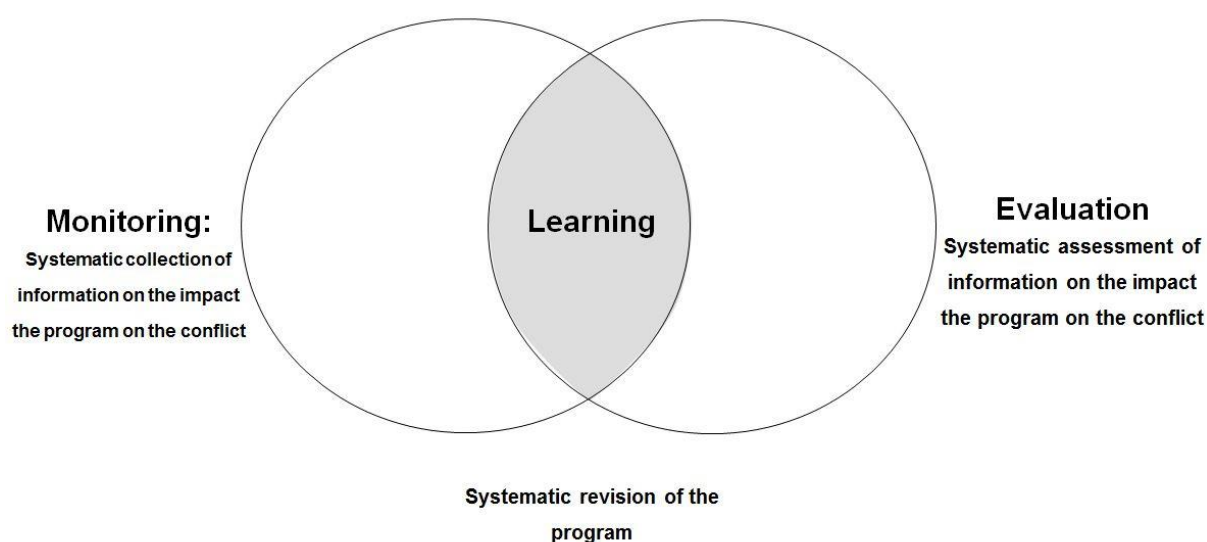 Monitoring:
Systematic collection of
information on the impact
the program on the conflict
Learning
Evaluation
Systematic assessment of
information on the impact
the program on the conflict
Systematic revision of the
program